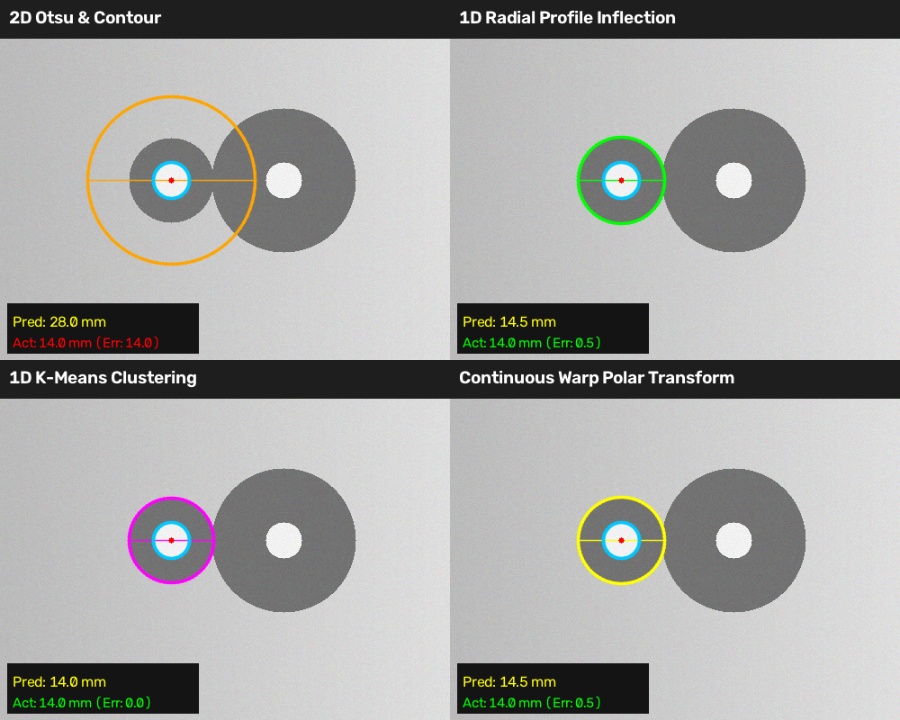 2D Otsu & Contour
1D Radial Profile Inflection
Pred: 28.0 mm
Act: 14.0 mm (Err: 14.0)
Pred: 14.5 mm
Act: 14.0 mm (Err: 0.5)
1D K-Means Clustering
Continuous Warp Polar Transform
Pred: 14.0 mm
Act: 14.0 mm (Err: 0.0)
Pred: 14.5 mm
Act: 14.0 mm (Err: 0.5)